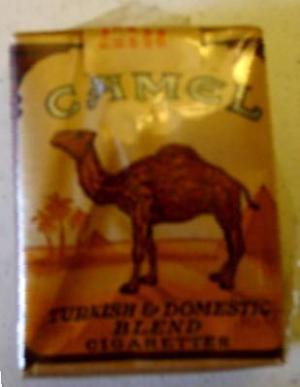 CAMEL
TURKISH & DOMESTIC
BLEND
CIGARETTES